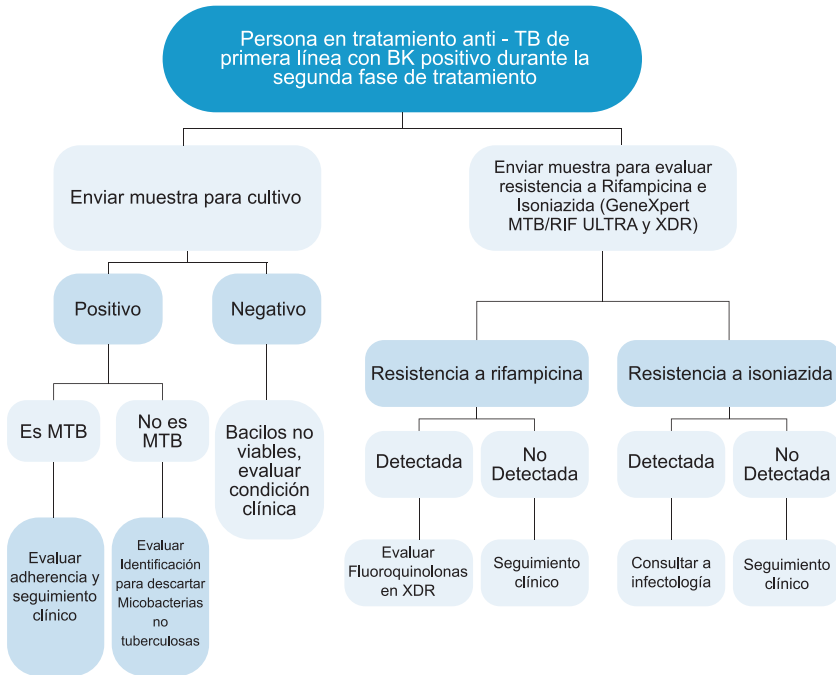 Persona en tratamiento anti - TB de
primera línea con BK positivo durante la
segunda fase de tratamiento
Enviar muestra para cultivo
Enviar muestra para evaluar
resistencia a Rifampicina e
Isoniazida (GeneXpert
MTB/RIF ULTRA y XDR)
Positivo
Negativo
Resistencia a rifampicina
Resistencia a isoniazida
Es MTB
No es
MTB
Bacilos no
viables,
evaluar
condición
clínica
Detectada
No
Detectada
Detectada
No
Detectada
Evaluar
adherencia y
seguimiento
clínico
Evaluar
Identificación
para descartar
Micobacterias
no
tuberculosas
Evaluar
Fluoroquinolonas
en XDR
Seguimiento
clínico
Consultar a
infectología
Seguimiento
clínico